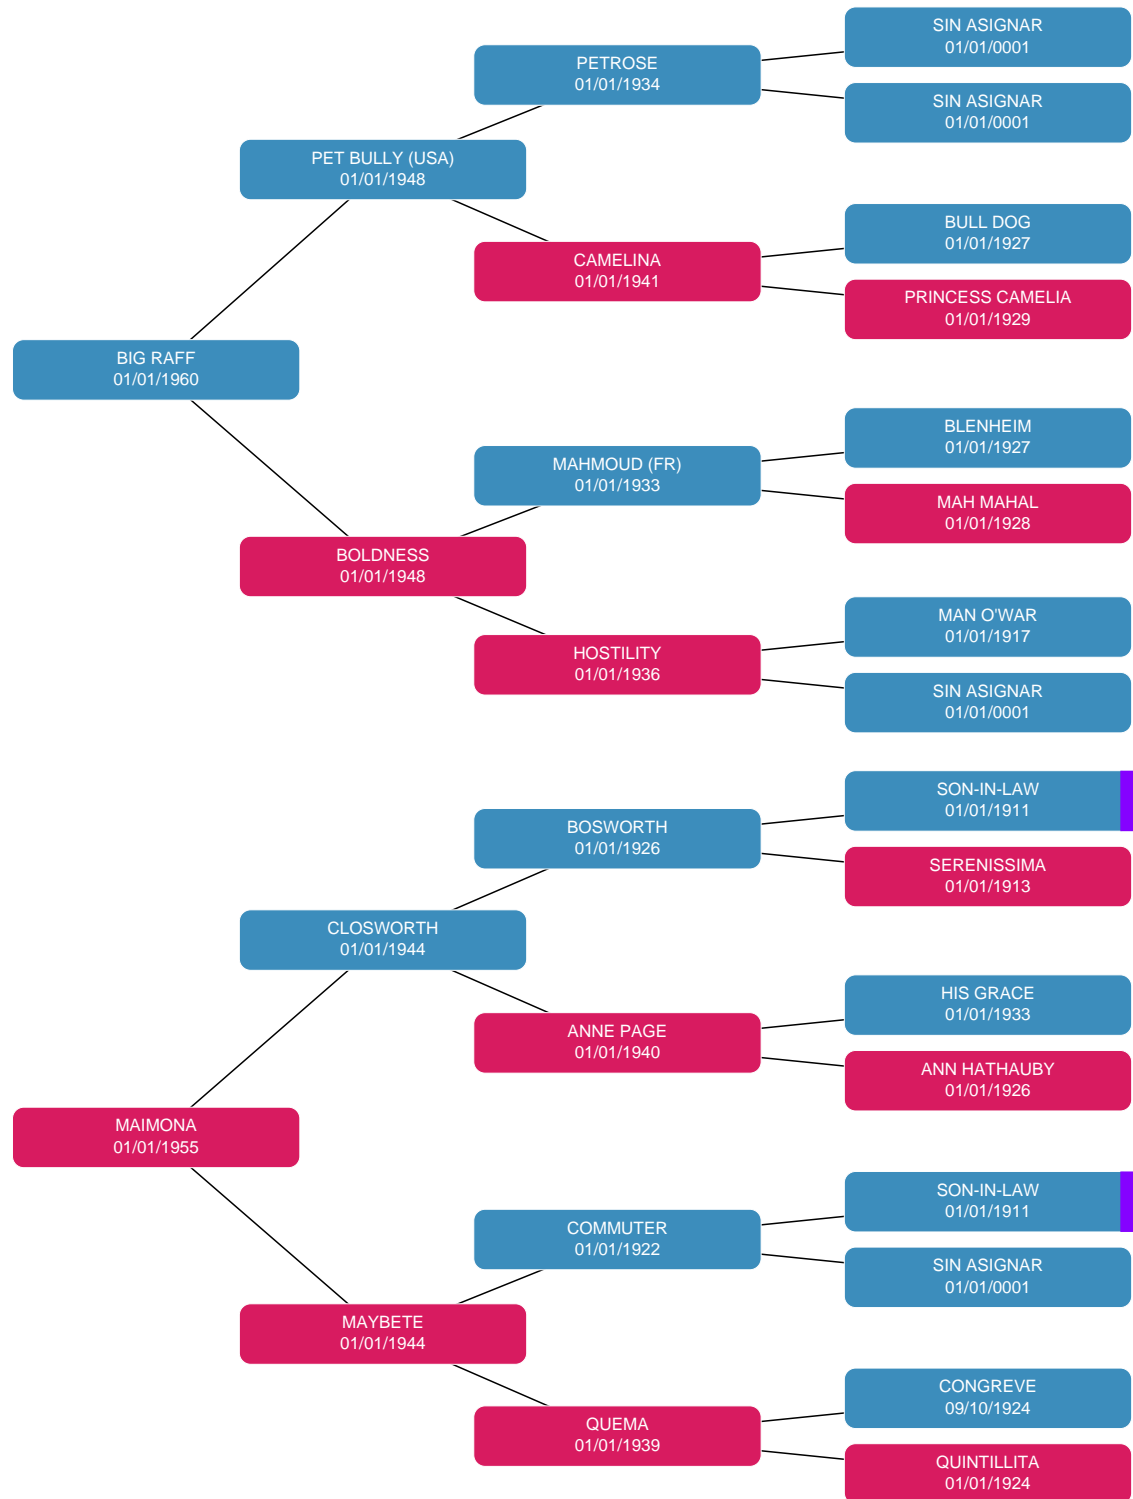 SIN ASIGNAR
01/01/0001
PETROSE
01/01/1934
SIN ASIGNAR
01/01/0001
PET BULLY (USA)
01/01/1948
BULL DOG
01/01/1927
CAMELINA
01/01/1941
PRINCESS CAMELIA
01/01/1929
BIG RAFF
01/01/1960
BLENHEIM
01/01/1927
MAHMOUD (FR)
01/01/1933
MAH MAHAL
01/01/1928
BOLDNESS
01/01/1948
MAN O'WAR
01/01/1917
HOSTILITY
01/01/1936
SIN ASIGNAR
01/01/0001
SON-IN-LAW
01/01/1911
BOSWORTH
01/01/1926
SERENISSIMA
01/01/1913
CLOSWORTH
01/01/1944
HIS GRACE
01/01/1933
ANNE PAGE
01/01/1940
ANN HATHAUBY
01/01/1926
MAIMONA
01/01/1955
SON-IN-LAW
01/01/1911
COMMUTER
01/01/1922
SIN ASIGNAR
01/01/0001
MAYBETE
01/01/1944
CONGREVE
09/10/1924
QUEMA
01/01/1939
QUINTILLITA
01/01/1924